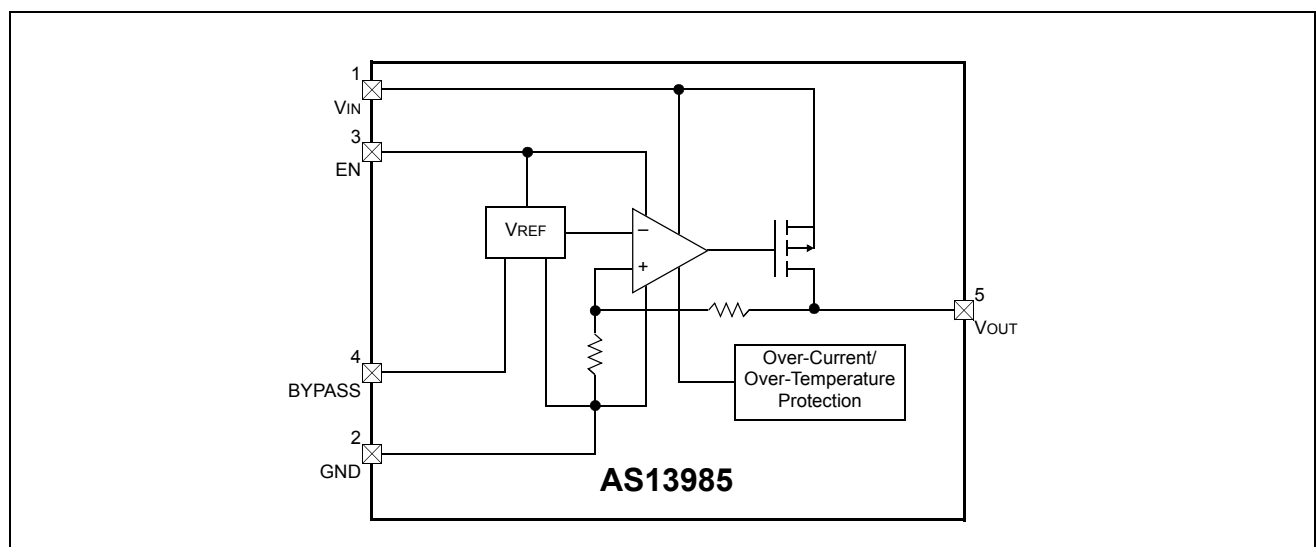 1
VIN
3
EN
VREF
−
+
5
VOUT
4
BYPASS
Over-Current/
Over-Temperature
Protection
2
GND
AS13985